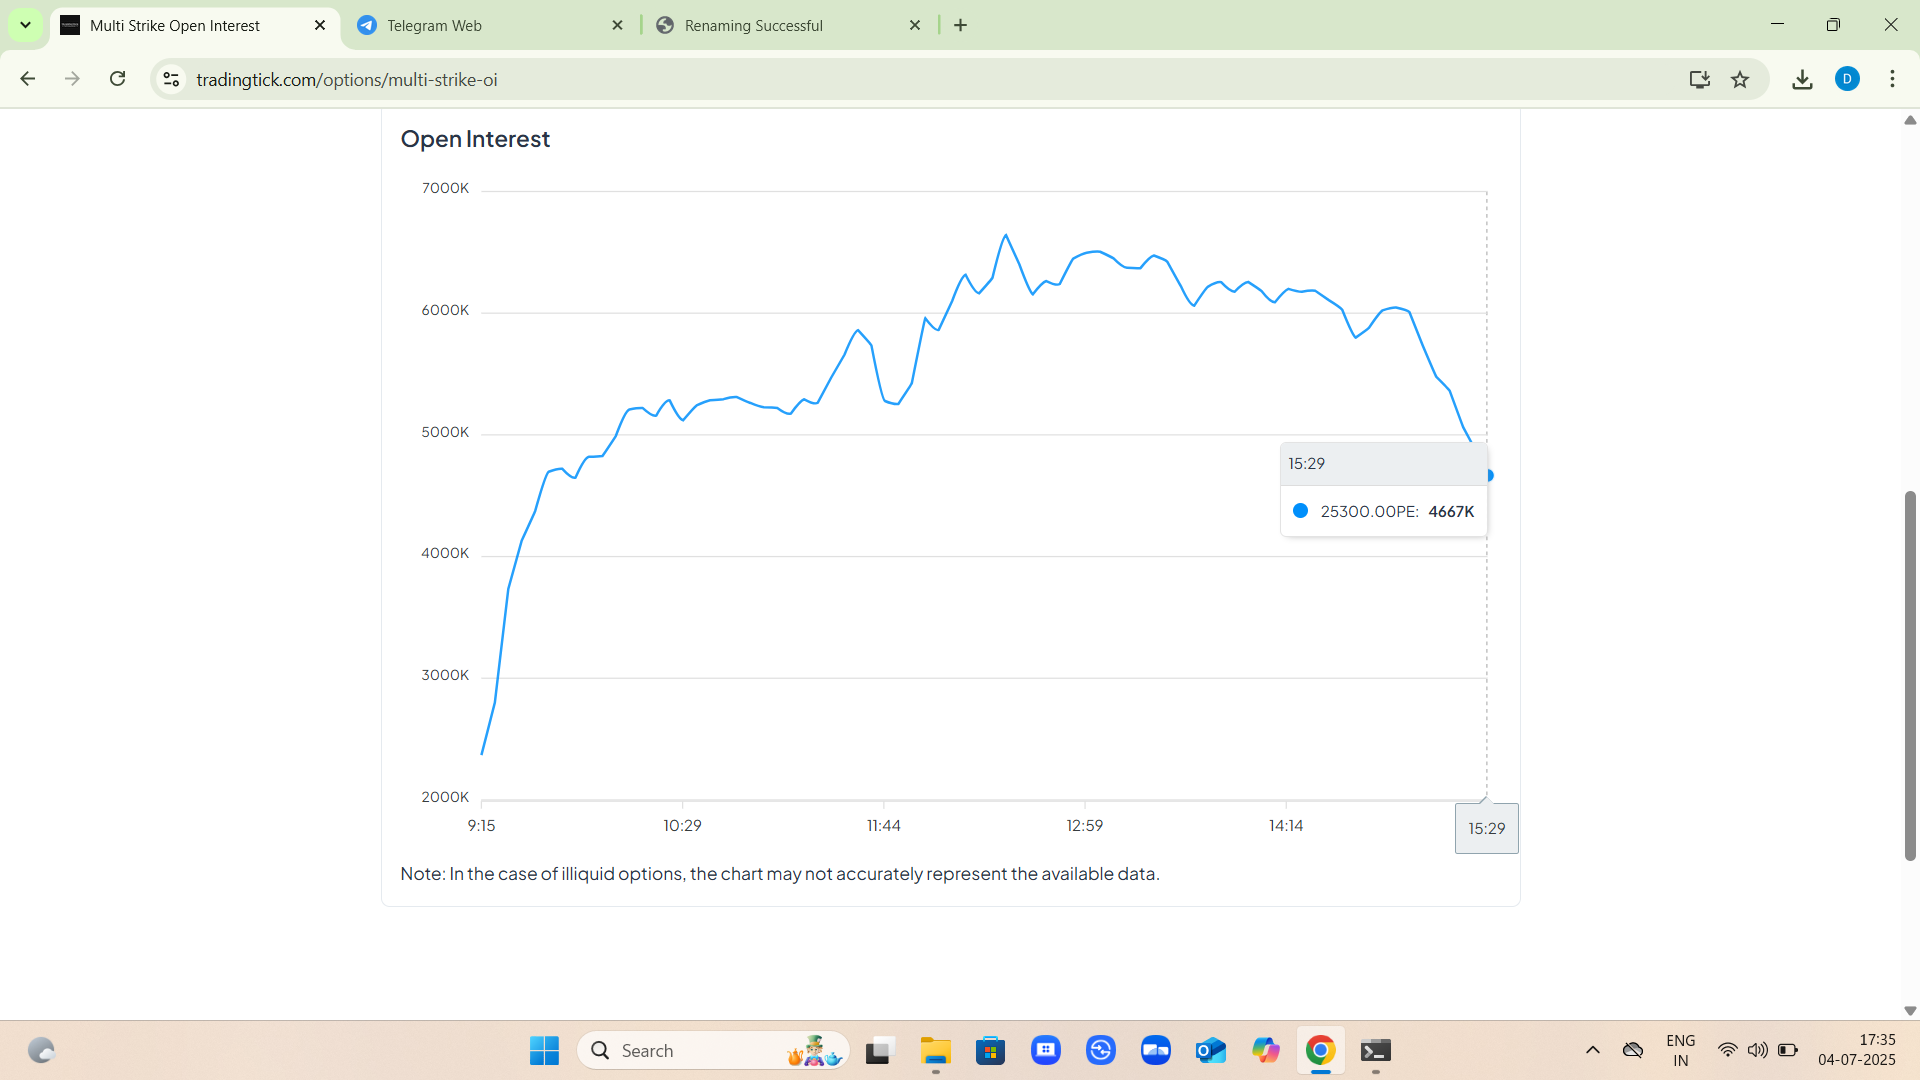 Multi Strike Open Interest
Telegram Web
Renaming Successful
tradingtick.com/options/multi-strike-oi
D
Open Interest
7000K
6000K
5000K
4000K
3000K
2000K
15:29
25300.00PE: 4667K
9:15
10:29
11:44
12:59
14:14
15:29
Note: In the case of illiquid options, the chart may not accurately represent the available data.
Search
ENG
IN
17:35
04-07-2025